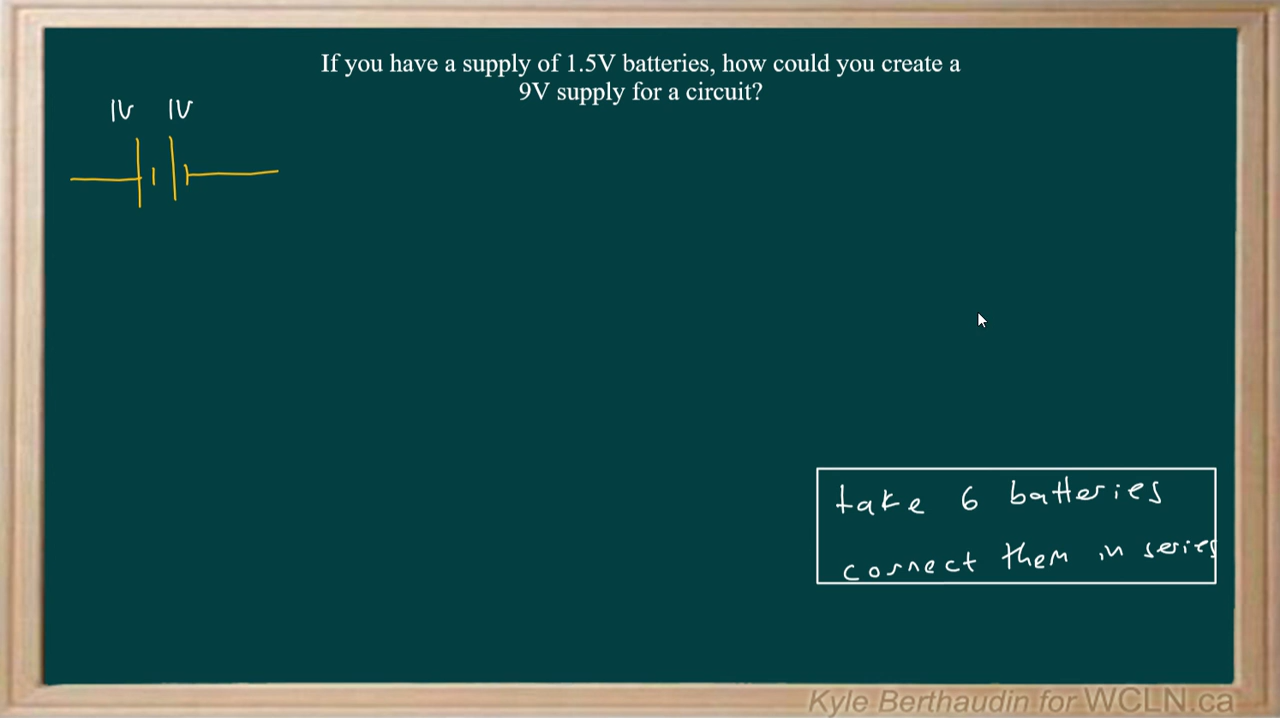 If you have a supply of 1.5V batteries, how could you create a
9V supply for a circuit?
1V 1V
take 6 batteries
connect them in series
Kyle Berthaudin for WCLN.ca